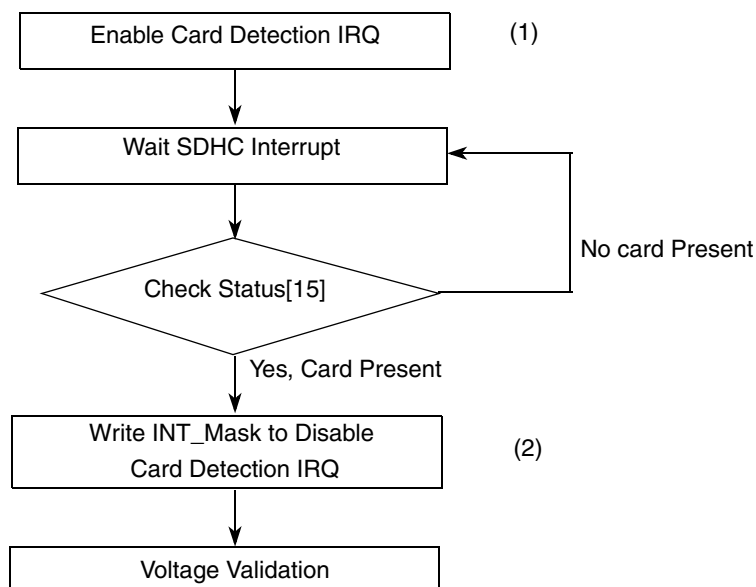 Enable Card Detection IRQ
(1)
Wait SDHC Interrupt
No card Present
Check Status[15]
Yes, Card Present
Write INT_Mask to Disable
Card Detection IRQ
(2)
Voltage Validation